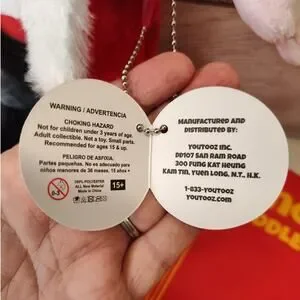 WARNING / ADVERTENCIA
CHOKING HAZARD
Not for children under 3 years of age.
Adult collectible. Not a toy. Small parts.
Recommended for ages 15 & up.
PELIGRO DE ASFIXIA.
Partes pequeñas. No es adecuado para
niños menores de 36 meses. 15 años +
100% POLYESTER
ALL New Material
Made in China
15+
MANUFACTURED AND
DISTRIBUTED BY:
YOUTOOZ INC.
DD107 SAN RAM ROAD
300 FUNG KAT HEUNG
KAM TIN, YUEN LONG, N.T., H.K.
1-833-YOUTOOZ
YOUTOOZ.COM